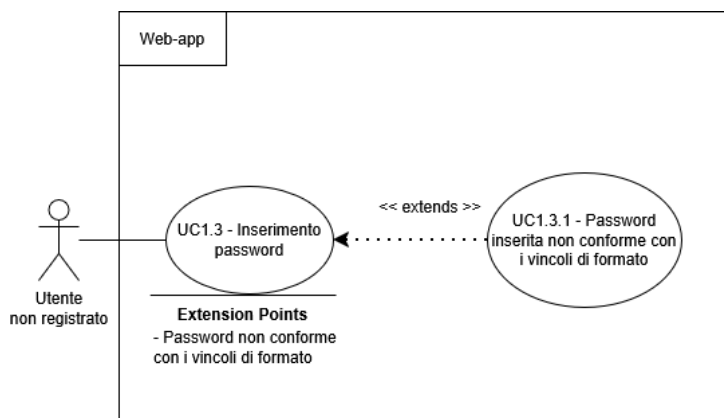 Web-app
<< extends >>
UC1.3 - Inserimento
password
UC1.3.1 - Password
inserita non conforme con
i vincoli di formato
Utente
non registrato
Extension Points
- Password non conforme
con i vincoli di formato